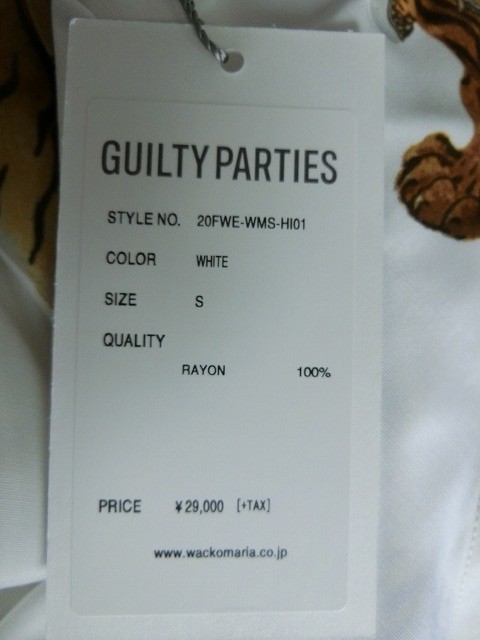 GUILTY PARTIES
STYLE NO. 20FWE-WMS-HI01
COLOR WHITE
SIZE S
QUALITY
RAYON 100%
PRICE ¥29,000 [+TAX]
www.wackomaria.co.jp